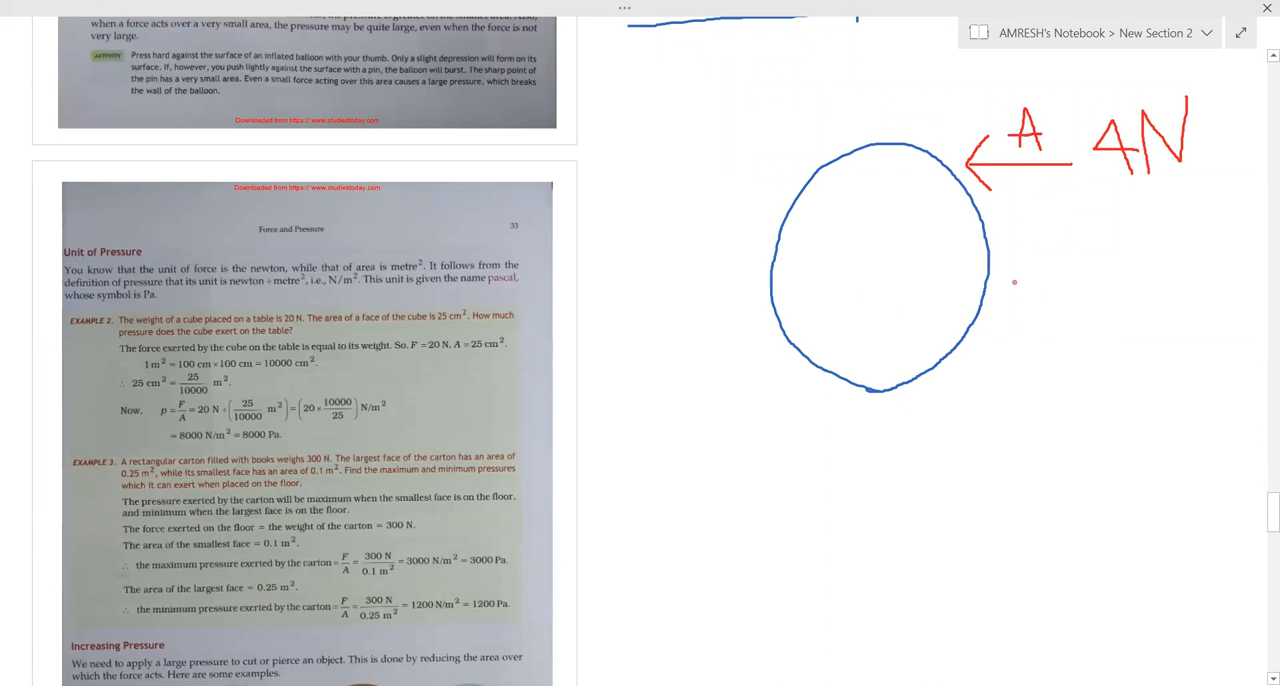 when a force acts over a very small area, the pressure may be quite large, even when the force is not
very large.
ACTIVITY Press hard against the surface of an inflated balloon with your thumb. Only a slight depression will form on its
surface. If, however, you push lightly against the surface with a pin, the balloon will burst. The sharp point of
the pin has a very small area. Even a small force acting over this area causes a large pressure, which breaks
the wall of the balloon.
Downloaded from https:// www.studiestoday.com
Downloaded from https:// www.studiestoday.com
Force and Pressure 33
Unit of Pressure
You know that the unit of force is the newton, while that of area is metre². It follows from the
definition of pressure that its unit is newton ÷ metre², i.e., N/m². This unit is given the name pascal,
whose symbol is Pa.
EXAMPLE 2. The weight of a cube placed on a table is 20 N. The area of a face of the cube is 25 cm². How much
pressure does the cube exert on the table?
The force exerted by the cube on the table is equal to its weight. So, F = 20 N, A = 25 cm².
1 m² = 100 cm × 100 cm = 10000 cm².
∴ 25 cm² = 25/10000 m².
Now, p = F/A = 20 N ÷ (25/10000 m²) = (20 × 10000/25) N/m²
= 8000 N/m² = 8000 Pa.
EXAMPLE 3. A rectangular carton filled with books weighs 300 N. The largest face of the carton has an area of
0.25 m², while its smallest face has an area of 0.1 m². Find the maximum and minimum pressures
which it can exert when placed on the floor.
The pressure exerted by the carton will be maximum when the smallest face is on the floor,
and minimum when the largest face is on the floor.
The force exerted on the floor = the weight of the carton = 300 N.
The area of the smallest face = 0.1 m².
∴ the maximum pressure exerted by the carton = F/A = 300 N/0.1 m² = 3000 N/m² = 3000 Pa.
The area of the largest face = 0.25 m².
∴ the minimum pressure exerted by the carton = F/A = 300 N/0.25 m² = 1200 N/m² = 1200 Pa.
Increasing Pressure
We need to apply a large pressure to cut or pierce an object. This is done by reducing the area over
which the force acts. Here are some examples.
AMRESH's Notebook > New Section 2
A 4N